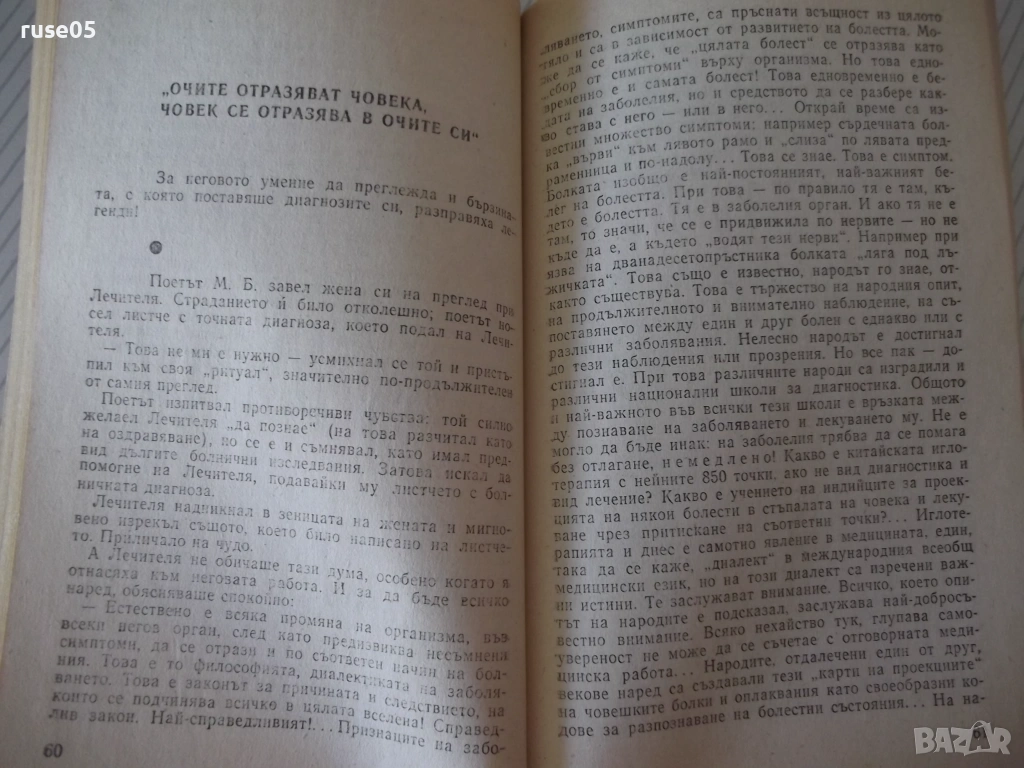 ruse05
„ОЧИТЕ ОТРАЗЯВАТ ЧОВЕКА,
ЧОВЕК СЕ ОТРАЗЯВА В ОЧИТЕ СИ“
За неговото умение да преглежда и бързина-
та, с която поставяше диагнозите си, разправяха ле-
генди!
Поетът М. Б. завел жена си на преглед при
Лечителя. Страданието ѝ било отколешно; поетът но-
сел листче с точната диагноза, което подал на Лечи-
теля.
— Това не ми е нужно — усмихнал се той и пристъ-
пил към своя „ритуал“, значително по-продължителен
от самия преглед.
Поетът изпитвал противоречиви чувства: той силно
желаел Лечителя „да познае“ (на това разчитал като
на оздравяване), но се е и съмнявал, като имал пред-
вид дългите болнични изследвания. Затова искал да
помогне на Лечителя, подавайки му листчето с бол-
ничката диагноза.
Лечителя надникнал в зеницата на жената и мигно-
вено изрекъл същото, което било написано на листче-
то. Приличало на чудо.
А Лечителя не обичаше тази дума, особено когато я
отнасяха към неговата работа. И за да бъде всичко
наред, обясняваше спокойно:
— Естествено е всяка промяна на организма, във
всеки негов орган, след като предизвиква несъмнени
симптоми, да се отрази и по съответен начин на бол-
ния. Това е то философията, диалектиката на заболя-
ването. Това е законът за причината и следствието, на
които се подчинява всичко в цялата вселена! Справед-
лив закон. Най-справедливият!... Признаците на забо-
60
ляването, симптомите, са пръснати всъщност из цялото
тяло и са в зависимост от развитието на болестта. Мо-
же да се каже, че „цялата болест“ се отразява като
„сбор от симптоми“ върху организма. Но това едно-
временно е и самата болест! Това едновременно е бе-
дата на заболелия, но и средството да се разбере как-
во става с него — или в него... Открай време са из-
вестни множество симптоми; например сърдечната бол-
ка „върви“ към лявото рамо и „слиза“ по лявата пред-
раменница и по-надолу... Това се знае. Това е симптом.
Болката изобщо е най-постоянният, най-важният бе-
лег на болестта. При това — по правило тя е там, къ-
дето е болестта. Тя е в заболелия орган. И ако тя не е
там, то значи, че се е придвижила по нервите — но не
къде да е, а където „водят тези нерви“. Например при
язва на дванадесетопръстника болката „ляга под лъ-
жичката“. Това също е известно, народът го знае, от-
както съществува. Това е тържество на народния опит,
на продължителното и внимателно наблюдение, на съ-
поставянето между един и друг болен с еднакво или с
различни заболявания. Нелесно народът е достигнал
до тези наблюдения или прозрения. Но все пак — до-
стигнал е. При това различните народи са изградили и
различни национални школи за диагностика. Общото
и най-важното във всички тези школи е връзката меж-
ду познаване на заболяването и лекуването му. Не е
могло да бъде инак: на заболелия трябва да се помага
без отлагане, немедлено! Какво е китайската игло-
терапия с нейните 850 точки, ако не вид диагностика и
вид лечение? Какво е учението на индийците за проек-
цията на някои болести в стъпалата на човека и леку-
ване чрез притискане на съответни точки?... Иглоте-
рапията и днес е самотно явление в медицината, един,
така да се каже, „диалект“ в международния всеобщ
медицински език, но на този диалект са изречени важ-
ни истини. Те заслужават внимание. Всичко, което опи-
тът на народите е подсказал, заслужава най-добросъ-
вестно внимание. Всяко нехайство тук, глупава само-
увереност не може да се съчетае с отговорната меди-
цинска работа... Народите, отдалечени един от друг,
векове наред са създавали тези „карти на проекциите“
на човешките болки и оплаквания като своеобразни ко-
дове за разпознаване на болестни състояния... На на-
BAZAR